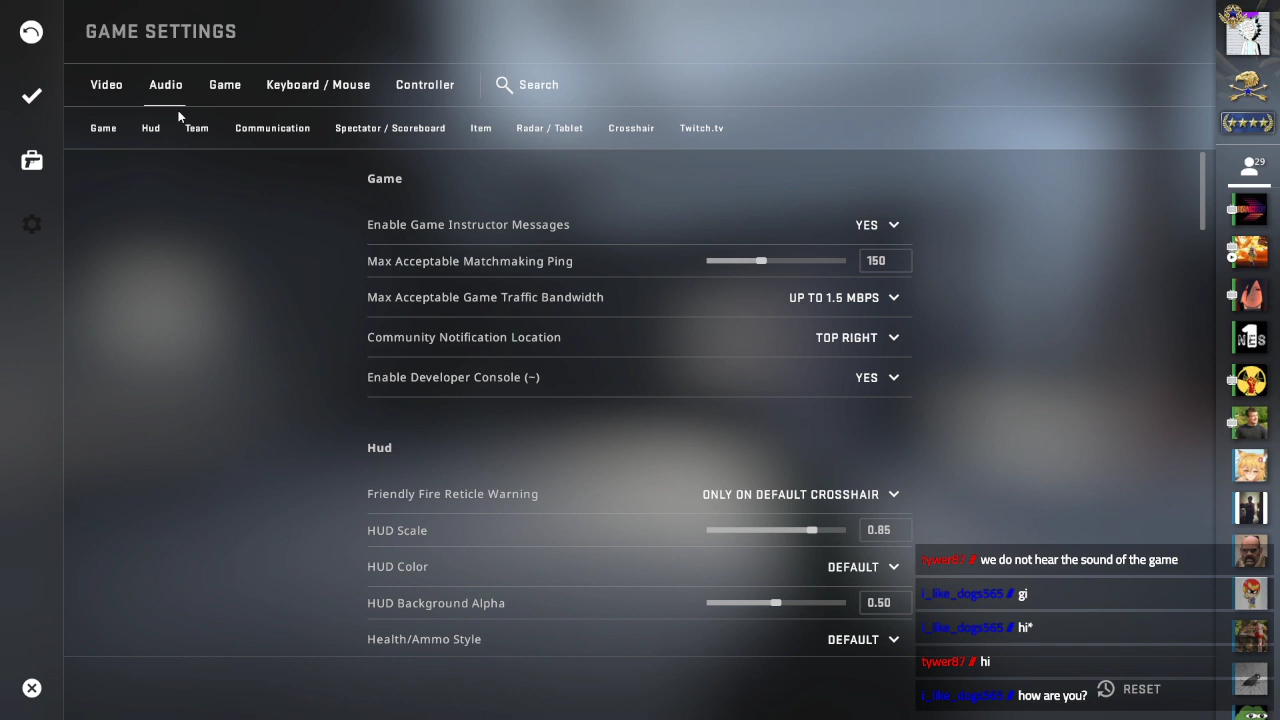 GAME SETTINGS
Video Audio Game Keyboard / Mouse Controller Search
Game Hud Team Communication Spectator / Scoreboard Item Radar / Tablet Crosshair Twitch.tv
29
Game
Enable Game Instructor Messages YES
Max Acceptable Matchmaking Ping 150
Max Acceptable Game Traffic Bandwidth UP TO 1.5 MBPS
Community Notification Location TOP RIGHT
Enable Developer Console (~) YES
Hud
Friendly Fire Reticle Warning ONLY ON DEFAULT CROSSHAIR
HUD Scale 0.85
HUD Color DEFAULT
HUD Background Alpha 0.50
Health/Ammo Style DEFAULT
tywer87 // we do not hear the sound of the game
i_like_dogs565 // gi
i_like_dogs565 // hi*
tywer87 // hi
i_like_dogs565 // how are you?
RESET